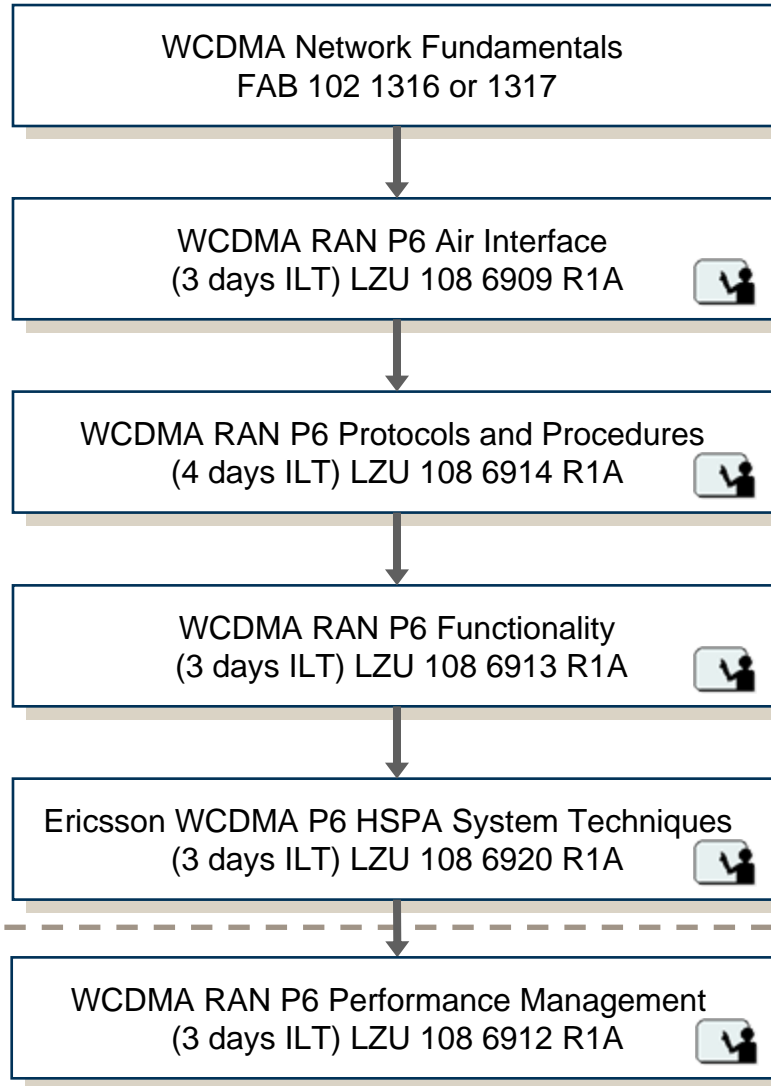 WCDMA Network Fundamentals
FAB 102 1316 or 1317
WCDMA RAN P6 Air Interface
(3 days ILT) LZU 108 6909 R1A
WCDMA RAN P6 Protocols and Procedures
(4 days ILT) LZU 108 6914 R1A
WCDMA RAN P6 Functionality
(3 days ILT) LZU 108 6913 R1A
Ericsson WCDMA P6 HSPA System Techniques
(3 days ILT) LZU 108 6920 R1A
WCDMA RAN P6 Performance Management
(3 days ILT) LZU 108 6912 R1A